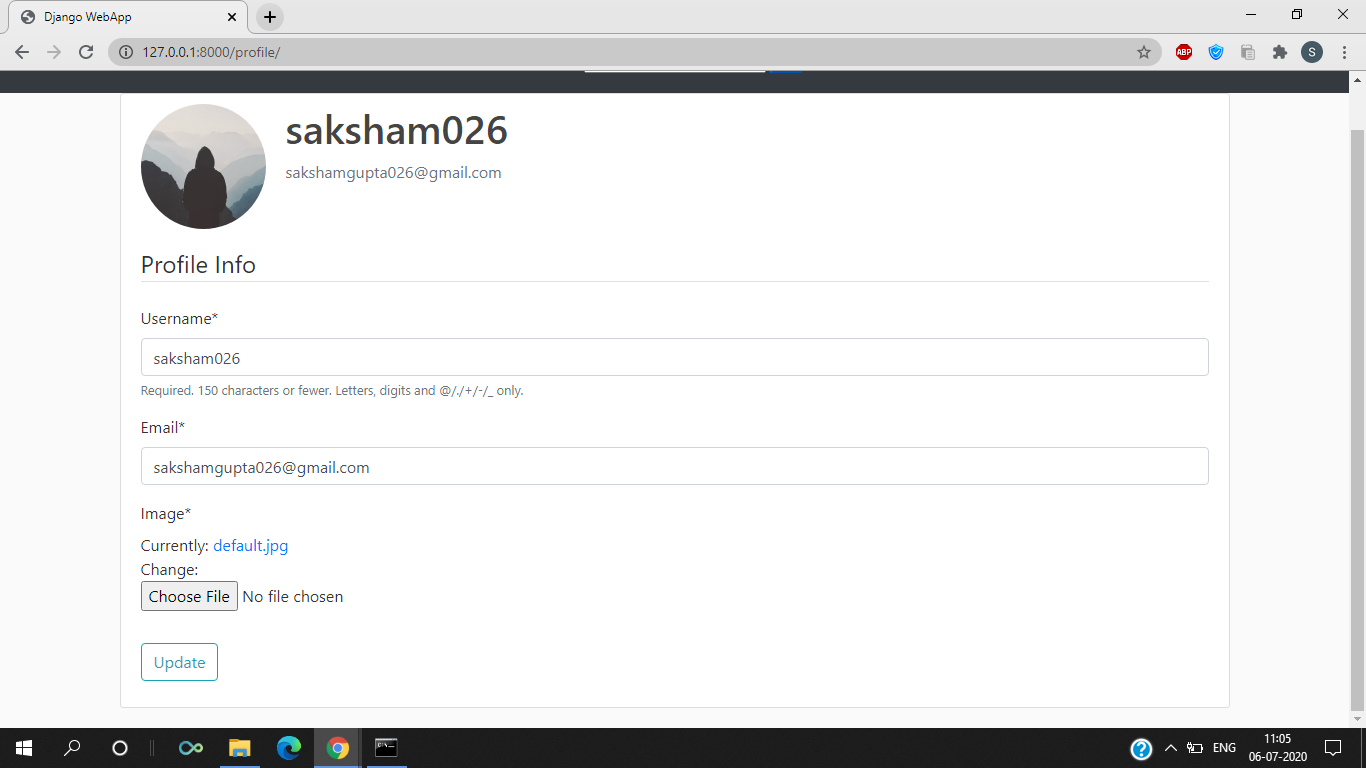 Django WebApp
127.0.0.1:8000/profile/
ABP
S
saksham026
sakshamgupta026@gmail.com
Profile Info
Username*
saksham026
Required. 150 characters or fewer. Letters, digits and @/./+/-/_ only.
Email*
sakshamgupta026@gmail.com
Image*
Currently: default.jpg
Change:
Choose File No file chosen
Update
ENG
11:05
06-07-2020